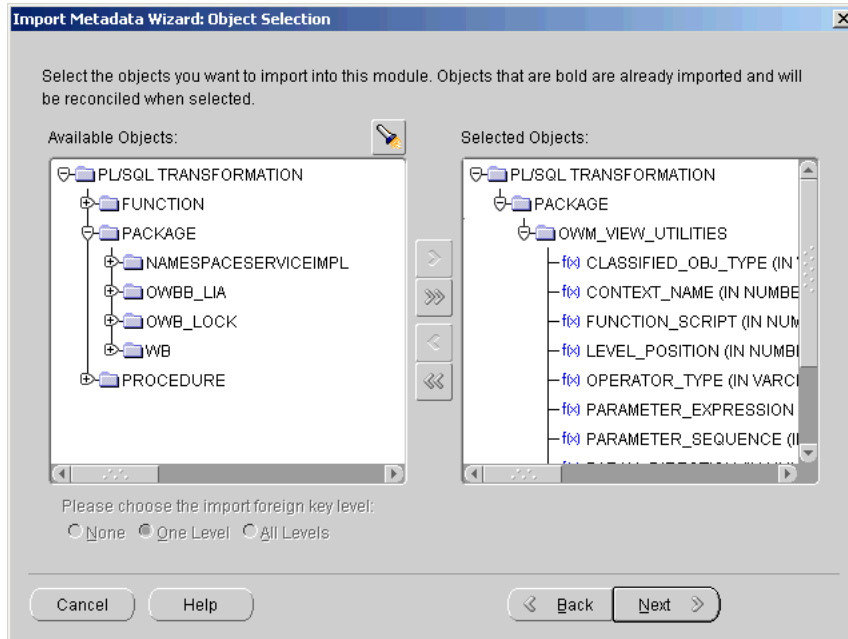 Import Metadata Wizard: Object Selection
Select the objects you want to import into this module. Objects that are bold are already imported and will
be reconciled when selected.
Available Objects:
PL/SQL TRANSFORMATION
FUNCTION
PACKAGE
NAMESPACESERVICEIMPL
OWBB_LIA
OWB_LOCK
WB
PROCEDURE
Selected Objects:
PL/SQL TRANSFORMATION
PACKAGE
OWM_VIEW_UTILITIES
f(x) CLASSIFIED_OBJ_TYPE (IN
f(x) CONTEXT_NAME (IN NUMBE
f(x) FUNCTION_SCRIPT (IN NUM
f(x) LEVEL_POSITION (IN NUMB
f(x) OPERATOR_TYPE (IN VARC
f(x) PARAMETER_EXPRESSION
f(x) PARAMETER_SEQUENCE (I
Please choose the import foreign key level:
None One Level All Levels
Cancel Help Back Next